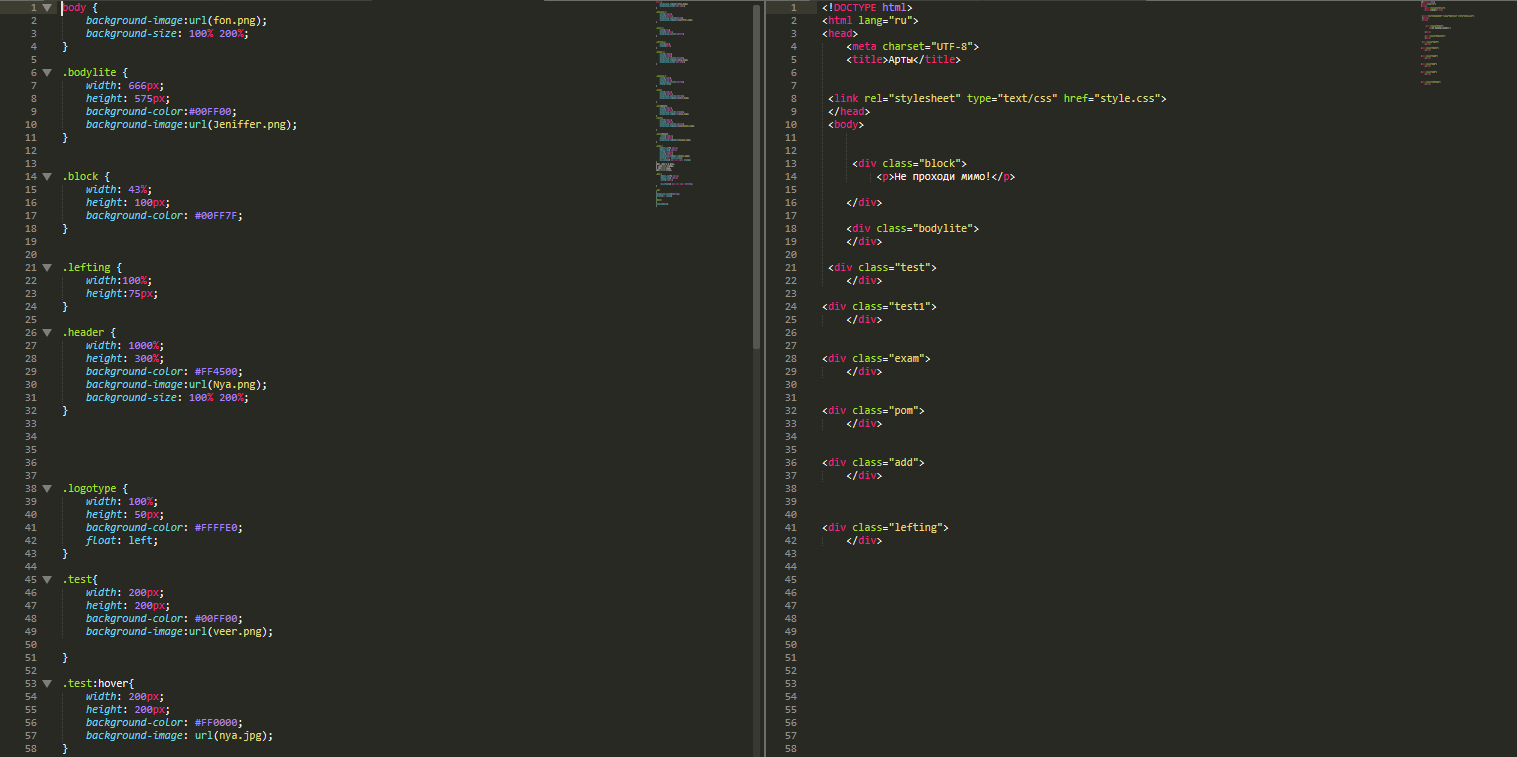 1 body {
2 background-image:url(fon.png);
3 background-size: 100% 200%;
4 }
5
6 .bodylite {
7 width: 666px;
8 height: 575px;
9 background-color:#00FF00;
10 background-image:url(Jeniffer.png);
11 }
12
13
14 .block {
15 width: 43%;
16 height: 100px;
17 background-color: #00FF7F;
18 }
19
20
21 .lefting {
22 width:100%;
23 height:75px;
24 }
25
26 .header {
27 width: 1000%;
28 height: 300%;
29 background-color: #FF4500;
30 background-image:url(Nya.png);
31 background-size: 100% 200%;
32 }
33
34
35
36
37
38 .logotype {
39 width: 100%;
40 height: 50px;
41 background-color: #FFFFE0;
42 float: left;
43 }
44
45 .test{
46 width: 200px;
47 height: 200px;
48 background-color: #00FF00;
49 background-image:url(veer.png);
50
51 }
52
53 .test:hover{
54 width: 200px;
55 height: 200px;
56 background-color: #FF0000;
57 background-image: url(nya.jpg);
58 }
1 <!DOCTYPE html>
2 <html lang="ru">
3 <head>
4 <meta charset="UTF-8">
5 <title>Арты</title>
6
7
8 <link rel="stylesheet" type="text/css" href="style.css">
9 </head>
10 <body>
11
12
13 <div class="block">
14 <p>Не проходи мимо!</p>
15
16 </div>
17
18 <div class="bodylite">
19 </div>
20
21 <div class="test">
22 </div>
23
24 <div class="test1">
25 </div>
26
27
28 <div class="exam">
29 </div>
30
31
32 <div class="pom">
33 </div>
34
35
36 <div class="add">
37 </div>
38
39
40
41 <div class="lefting">
42 </div>
43
44
45
46
47
48
49
50
51
52
53
54
55
56
57
58